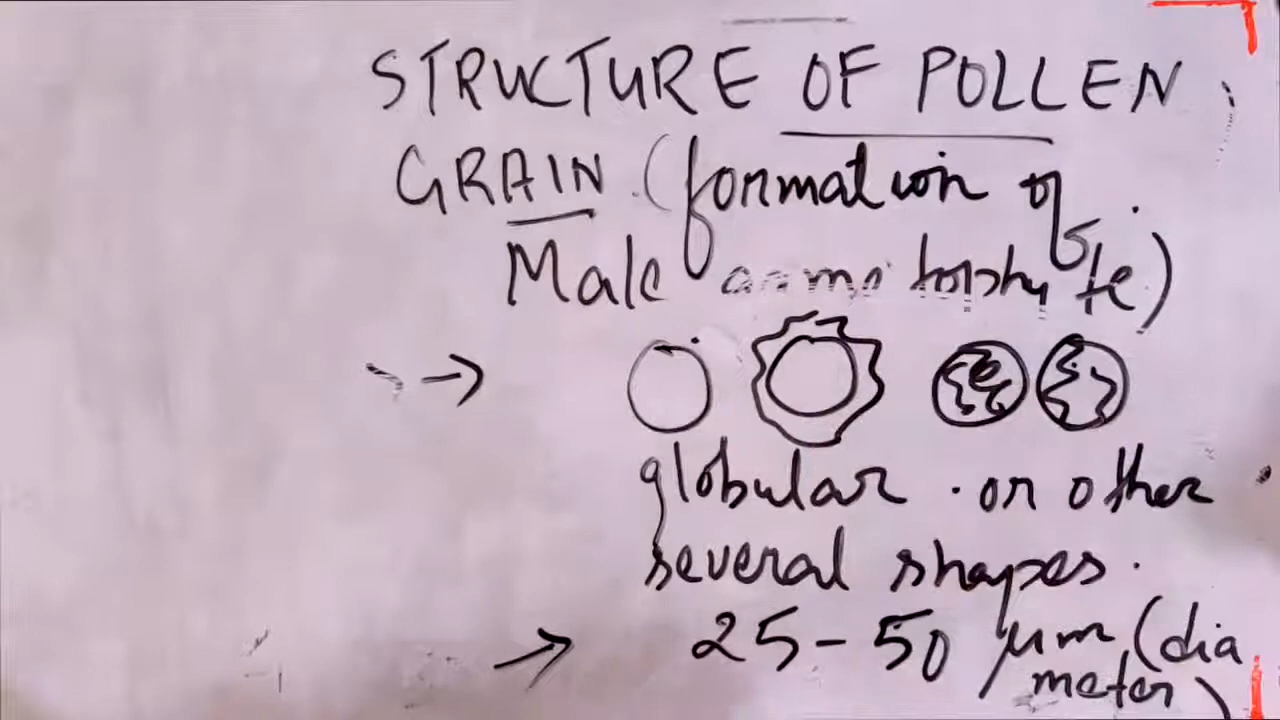 STRUCTURE OF POLLEN
GRAIN (formation of
Male gametophyte)
globular . or other
several shapes.
25-50 μm (dia
meter)